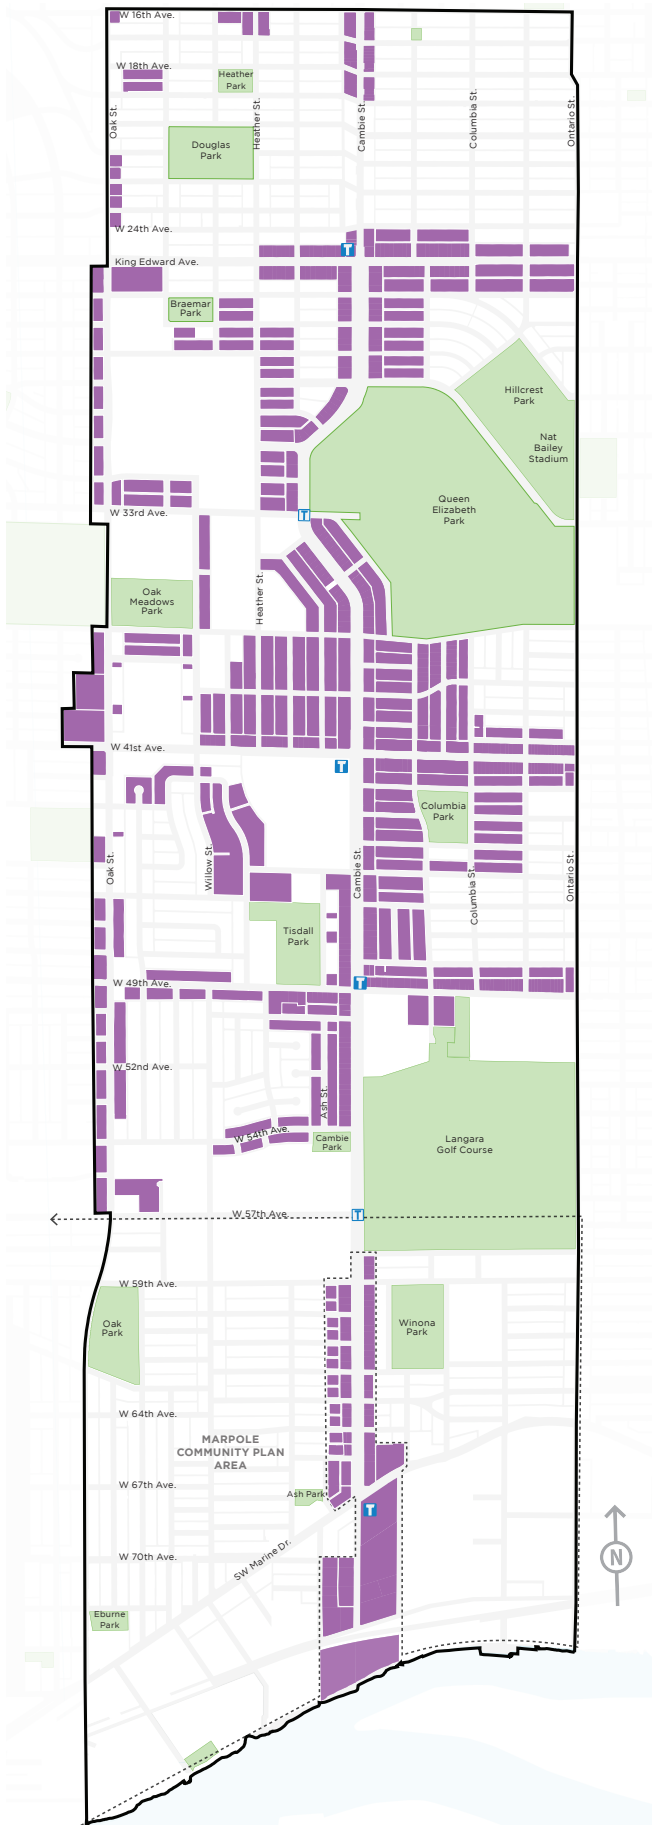 W 16th Ave.
W 18th Ave.
Heather
Park
Oak St.
Heather St.
Cambie St.
Columbia St.
Ontario St.
Douglas
Park
W 24th Ave.
T
King Edward Ave.
Braemar
Park
Hillcrest
Park
Nat
Bailey
Stadium
Queen
Elizabeth
Park
W 33rd Ave.
T
Oak
Meadows
Park
Heather St.
W 41st Ave.
T
Columbia
Park
Oak St.
Willow St.
Cambie St.
Columbia St.
Ontario St.
Tisdall
Park
W 49th Ave.
T
W 52nd Ave.
Ash St.
W 54th Ave.
Cambie
Park
Langara
Golf Course
W 57th Ave.
T
W 59th Ave.
Oak
Park
Winona
Park
W 64th Ave.
MARPOLE
COMMUNITY PLAN
AREA
W 67th Ave.
Ash Park
T
SW Marine Dr.
W 70th Ave.
N
Eburne
Park